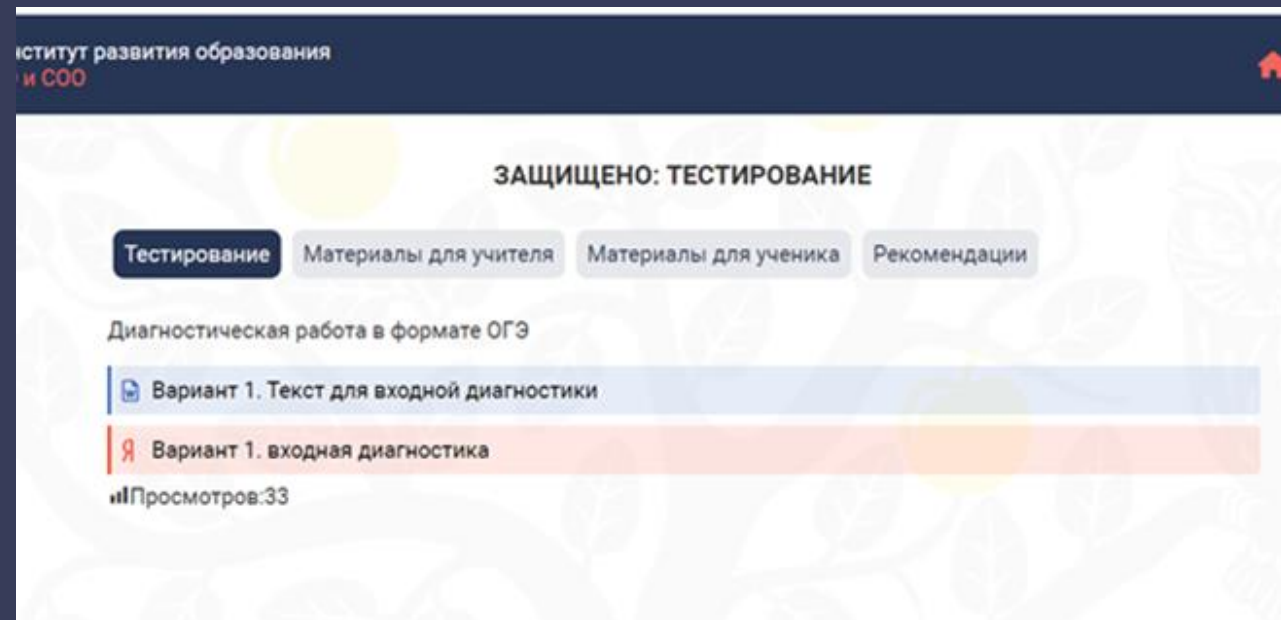 развития образования
и СОО
ЗАЩИЩЕНО: ТЕСТИРОВАНИЕ
Тестирование Материалы для учителя Материалы для ученика Рекомендации
Диагностическая работа в формате ОГЭ
Вариант 1. Текст для входной диагностики
Я Вариант 1. входная диагностика
Просмотров:33